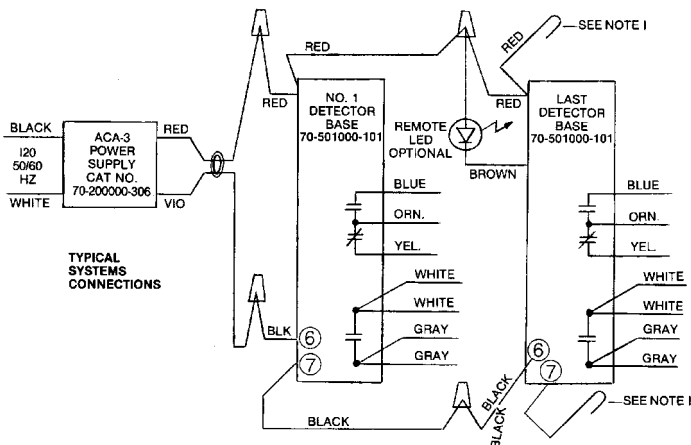 SEE NOTE I
RED
RED
RED
RED
BLACK
120
50/60
HZ
WHITE
ACA-3
POWER
SUPPLY
CAT NO.
70-200000-306
RED
VIO
NO. 1
DETECTOR
BASE
70-501000-101
REMOTE
LED
OPTIONAL
BROWN
LAST
DETECTOR
BASE
70-501000-101
BLUE
ORN.
YEL.
WHITE
WHITE
GRAY
GRAY
BLUE
ORN.
YEL.
WHITE
WHITE
GRAY
GRAY
TYPICAL
SYSTEMS
CONNECTIONS
BLK
6
7
6
7
BLACK
BLACK
BLACK
SEE NOTE I